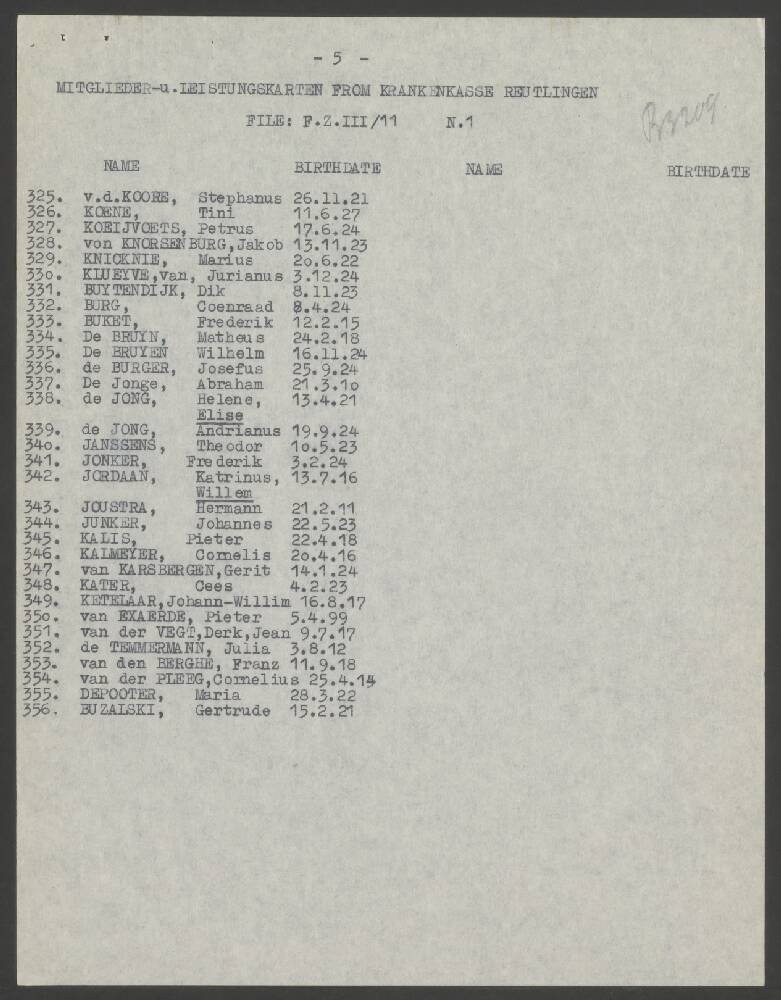 - 5 -
MITGLIEDER-u.LEISTUNGSKARTEN FROM KRANKENKASSE REUTLINGEN
FILE: F.Z.III/11 N.1
NAME BIRTHDATE NAME BIRTHDATE
325. v.d.KOORE, Stephanus 26.11.21
326. KOENE, Tini 11.6.27
327. KOEIJVOETS, Petrus 17.6.24
328. von KNORSENBURG,Jakob 13.11.23
329. KNICKNIE, Marius 2o.6.22
33o. KLUEYVE,van, Jurianus 3.12.24
331. BUYTENDIJK, Dik 8.11.23
332. BURG, Coenraad 8.4.24
333. BUKET, Frederik 12.2.15
334. De BRUYN, Matheus 24.2.18
335. De BRUYEN Wilhelm 16.11.24
336. de BURGER, Josefus 25.9.24
337. De Jonge, Abraham 21.3.1o
338. de JONG, Helene, 13.4.21
Elise
339. de JONG, Andrianus 19.9.24
34o. JANSSENS, Theodor 1o.5.23
341. JONKER, Frederik 3.2.24
342. JORDAAN, Katrinus, 13.7.16
Willem
343. JOUSTRA, Hermann 21.2.11
344. JUNKER, Johannes 22.5.23
345. KALIS, Pieter 22.4.18
346. KALMEYER, Cornelis 2o.4.16
347. van KARSBERGEN,Gerit 14.1.24
348. KATER, Cees 4.2.23
349. KETELAAR,Johann-Willim 16.8.17
35o. van EXAERDE, Pieter 5.4.99
351. van der VEGT,Derk,Jean 9.7.17
352. de TEMMERMANN, Julia 3.8.12
353. van den BERGHE, Franz 11.9.18
354. van der PLEEG,Cornelius 25.4.
355. DEPOOTER, Maria 28.3.22
356. BUZALSKI, Gertrude 15.2.21